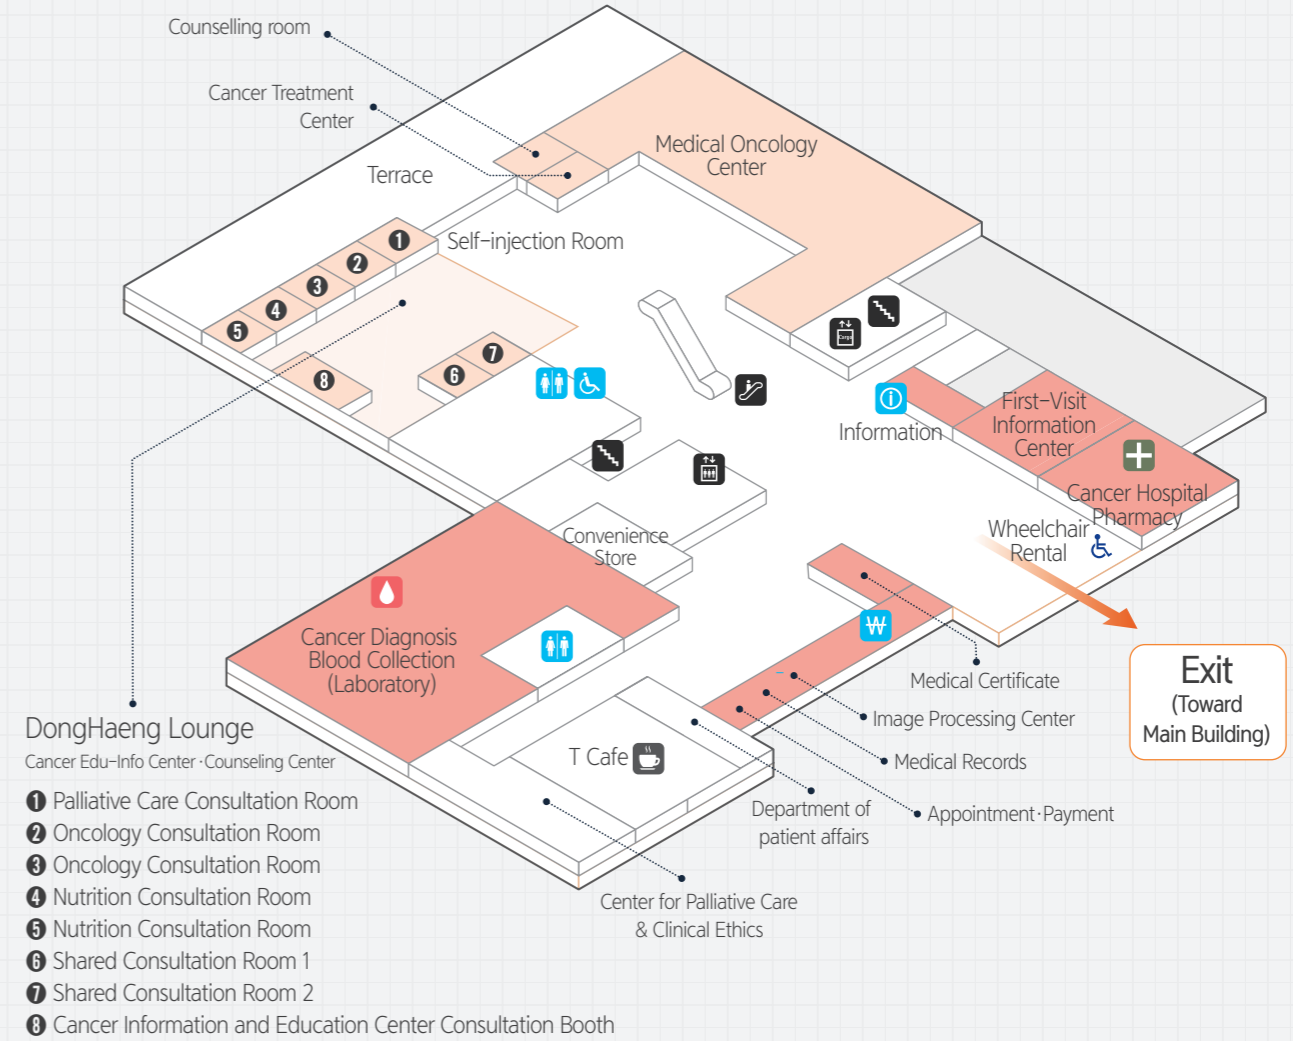 Counselling room
Cancer Treatment
Center
Terrace
Medical Oncology
Center
Self-injection Room
1
2
3
4
5
6
7
8
Cargo
Information
First-Visit
Information
Center
Cancer Hospital
Pharmacy
Wheelchair
Rental
Convenience
Store
Cancer Diagnosis
Blood Collection
(Laboratory)
₩
Medical Certificate
Image Processing Center
Medical Records
Appointment·Payment
Department of
patient affairs
T Cafe
Center for Palliative Care
& Clinical Ethics
Exit
(Toward
Main Building)
DongHaeng Lounge
Cancer Edu-Info Center·Counseling Center
1 Palliative Care Consultation Room
2 Oncology Consultation Room
3 Oncology Consultation Room
4 Nutrition Consultation Room
5 Nutrition Consultation Room
6 Shared Consultation Room 1
7 Shared Consultation Room 2
8 Cancer Information and Education Center Consultation Booth